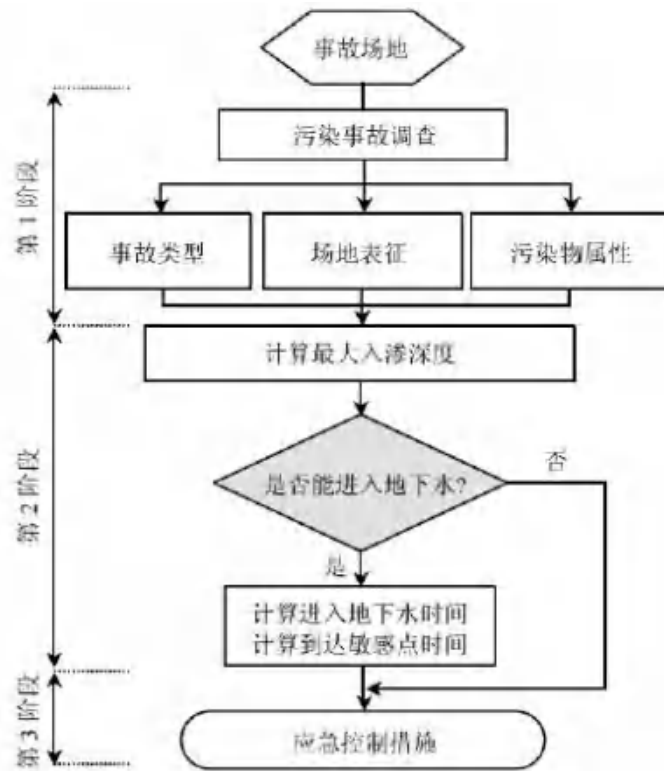 事故场地
第1阶段
污染事故调查
事故类型
场地表征
污染物属性
第2阶段
计算最大入渗深度
是否能进入地下水?
否
是
计算进入地下水时间
计算到达敏感点时间
第3阶段
应急控制措施